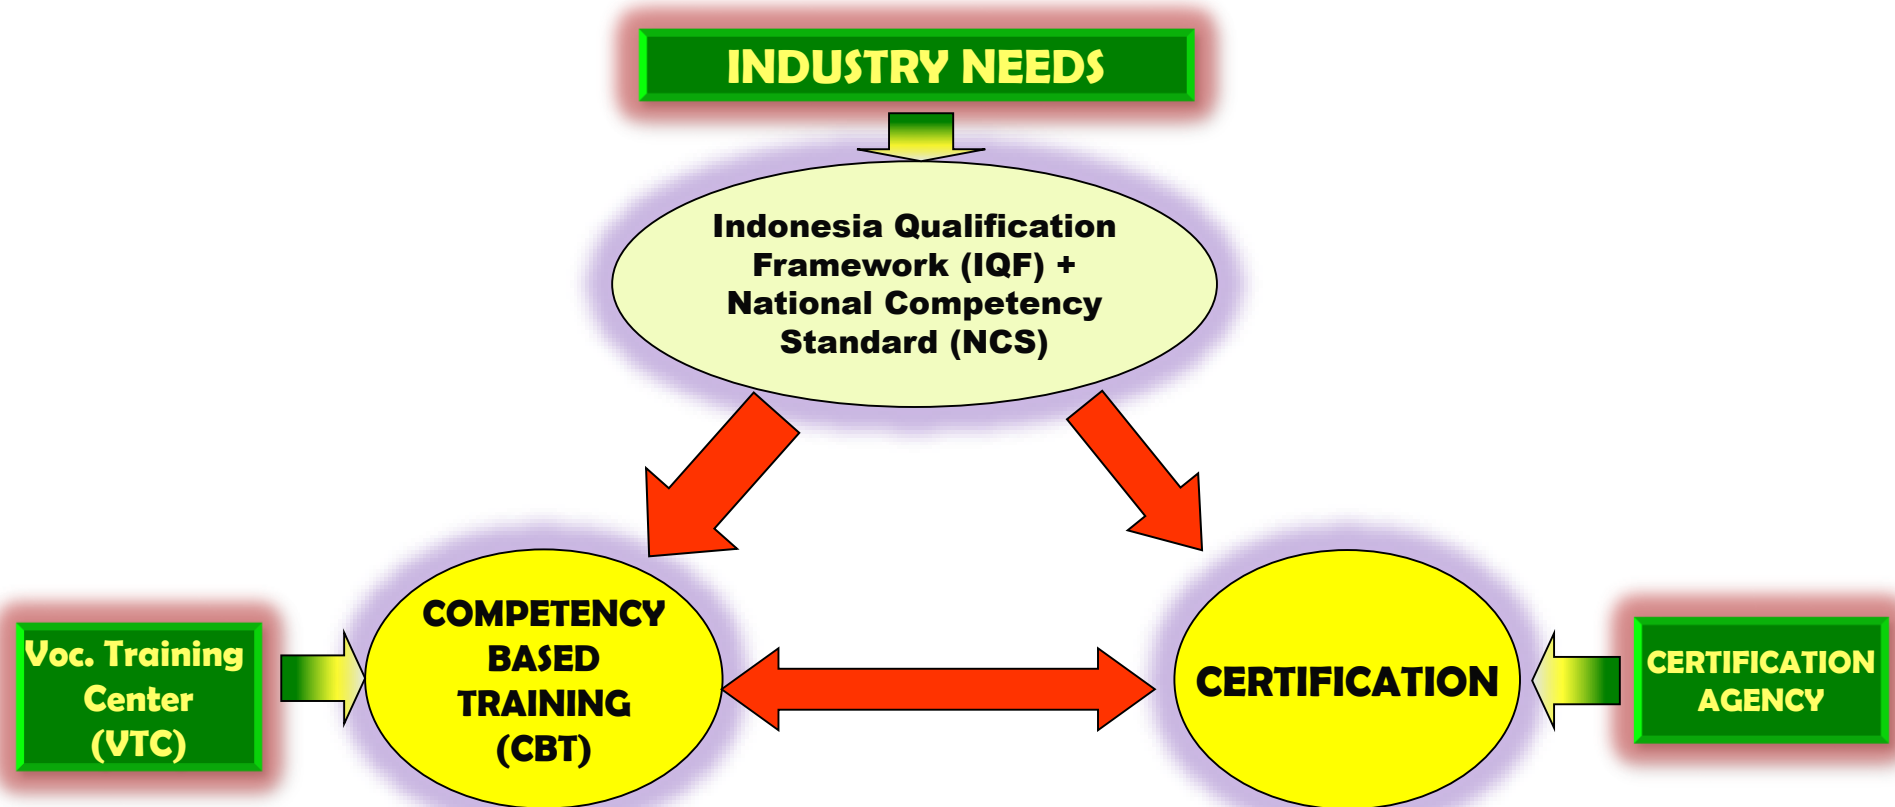 INDUSTRY NEEDS
Indonesia Qualification
Framework (IQF) +
National Competency
Standard (NCS)
COMPETENCY
BASED
TRAINING
(CBT)
CERTIFICATION
Voc. Training
Center
(VTC)
CERTIFICATION
AGENCY